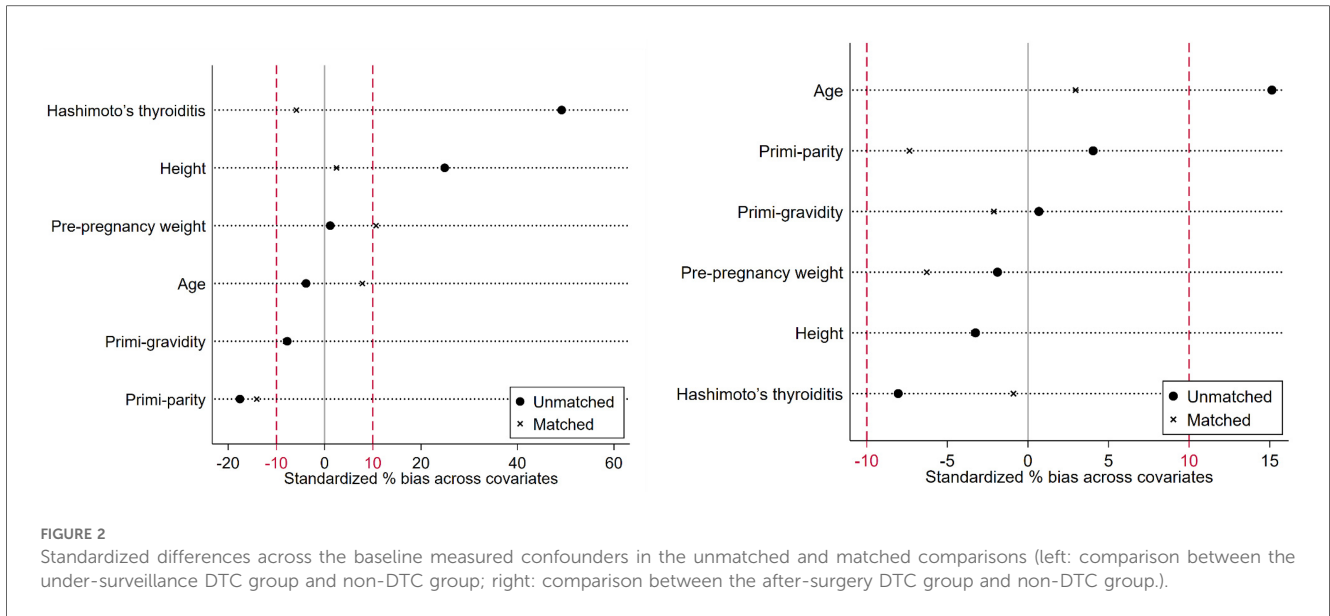 Hashimoto's thyroiditis
Height
Pre-pregnancy weight
Age
Primi-gravidity
Primi-parity
Unmatched
Matched
-20 -10 0 10 20 40 60
Standardized % bias across covariates
Age
Primi-parity
Primi-gravidity
Pre-pregnancy weight
Height
Hashimoto's thyroiditis
Unmatched
Matched
-10 -5 0 5 10 15
Standardized % bias across covariates
FIGURE 2
Standardized differences across the baseline measured confounders in the unmatched and matched comparisons (left: comparison between the
under-surveillance DTC group and non-DTC group; right: comparison between the after-surgery DTC group and non-DTC group.).